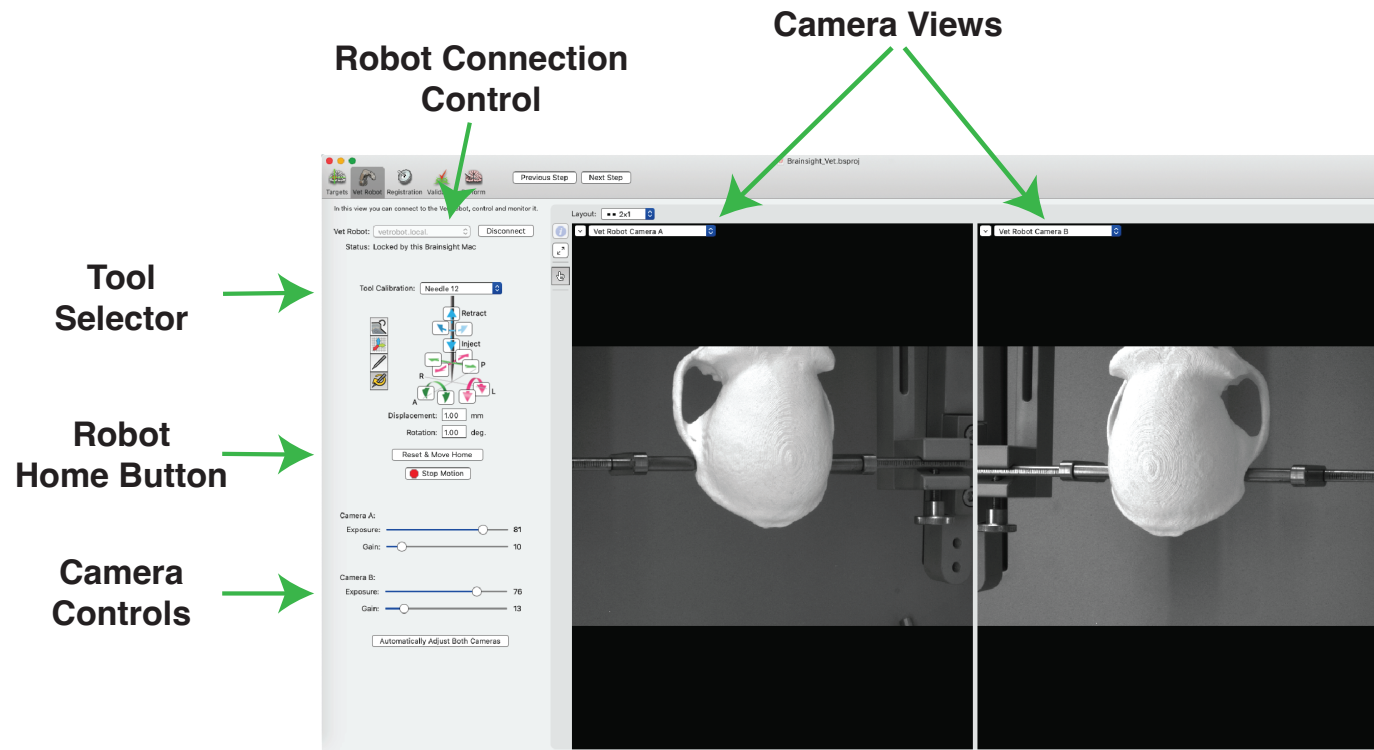 Camera Views
Robot Connection
Control
Brainsight_Vet.bsproj
Previous Step
Next Step
Targets
Vet Robot
Registration
In this view you can connect to the Vet Robot, control and monitor it.
Layout:
2x1
Vet Robot:
vetrobot.local.
Disconnect
Vet Robot Camera A
Vet Robot Camera B
Status: Locked by this Brainsight Mac
Tool
Selector
Tool Calibration:
Needle 12
Retract
Inject
P
R
L
A
Displacement:
1.00
mm
Rotation:
1.00
deg.
Robot
Home Button
Reset & Move Home
Stop Motion
Camera A:
Exposure:
81
Gain:
10
Camera
Controls
Camera B:
Exposure:
76
Gain:
13
Automatically Adjust Both Cameras